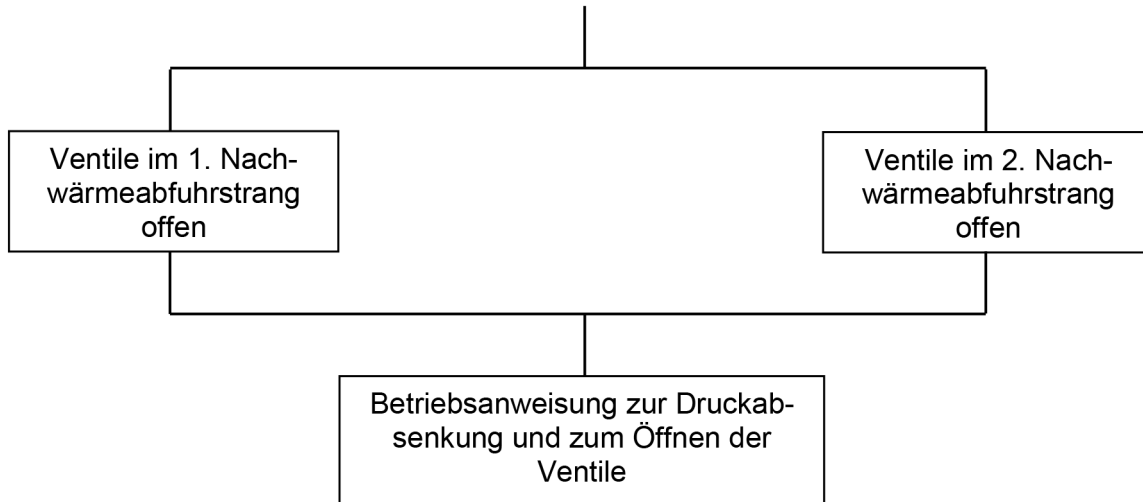 Ventile im 1. Nach-
wärmeabfuhrstrang
offen
Ventile im 2. Nach-
wärmeabfuhrstrang
offen
Betriebsanweisung zur Druckab-
senkung und zum Öffnen der
Ventile